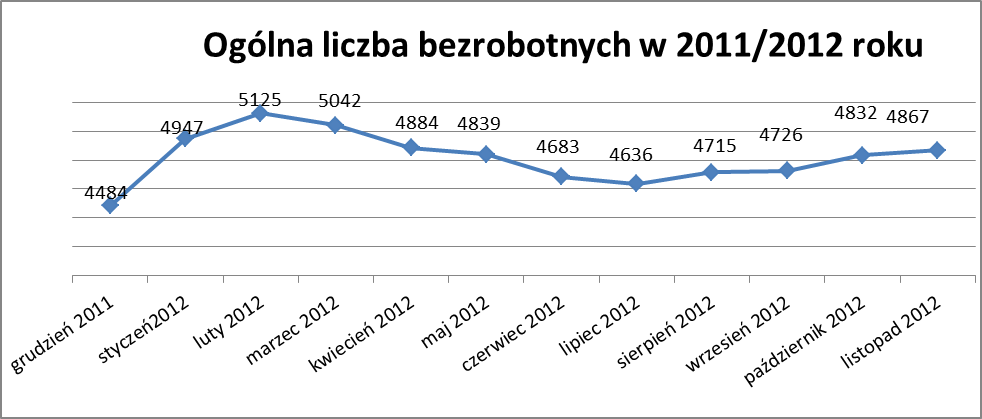 Ogólna liczba bezrobotnych w 2011/2012 roku
4484
4947
5125
5042
4884
4839
4683
4636
4715
4726
4832
4867
grudzień 2011
styczeń2012
luty 2012
marzec 2012
kwiecień 2012
maj 2012
czerwiec 2012
lipiec 2012
sierpień 2012
wrzesień 2012
październik 2012
listopad 2012